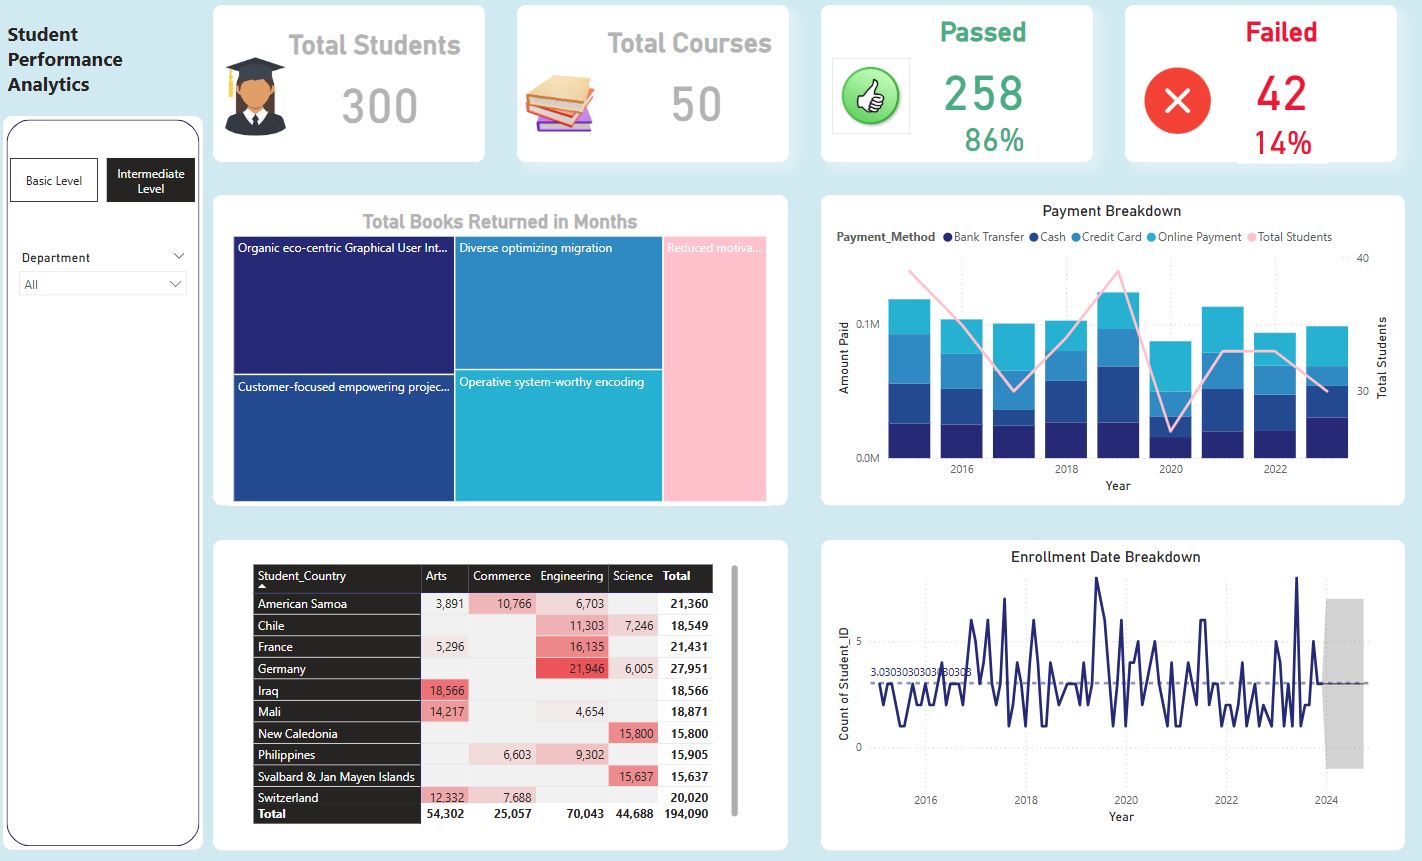 Student
Performance
Analytics
Total Students
300
Total Courses
50
Passed
258
86%
Failed
42
14%
Basic Level
Intermediate
Level
Department
All
Total Books Returned in Months
Organic eco-centric Graphical User Int...
Diverse optimizing migration
Reduced motiva...
Customer-focused empowering projec...
Operative system-worthy encoding
Payment Breakdown
Payment_Method Bank Transfer Cash Credit Card Online Payment Total Students
Amount Paid
0.1M
0.0M
40
30
Total Students
2016 2018 2020 2022
Year
Student_Country Arts Commerce Engineering Science Total
American Samoa 3,891 10,766 6,703 21,360
Chile 11,303 7,246 18,549
France 5,296 16,135 21,431
Germany 21,946 6,005 27,951
Iraq 18,566 18,566
Mali 14,217 4,654 18,871
New Caledonia 15,800 15,800
Philippines 6,603 9,302 15,905
Svalbard & Jan Mayen Islands 15,637 15,637
Switzerland 12,332 7,688 20,020
Total 54,302 25,057 70,043 44,688 194,090
Enrollment Date Breakdown
Count of Student_ID
5
0
2016 2018 2020 2022 2024
Year